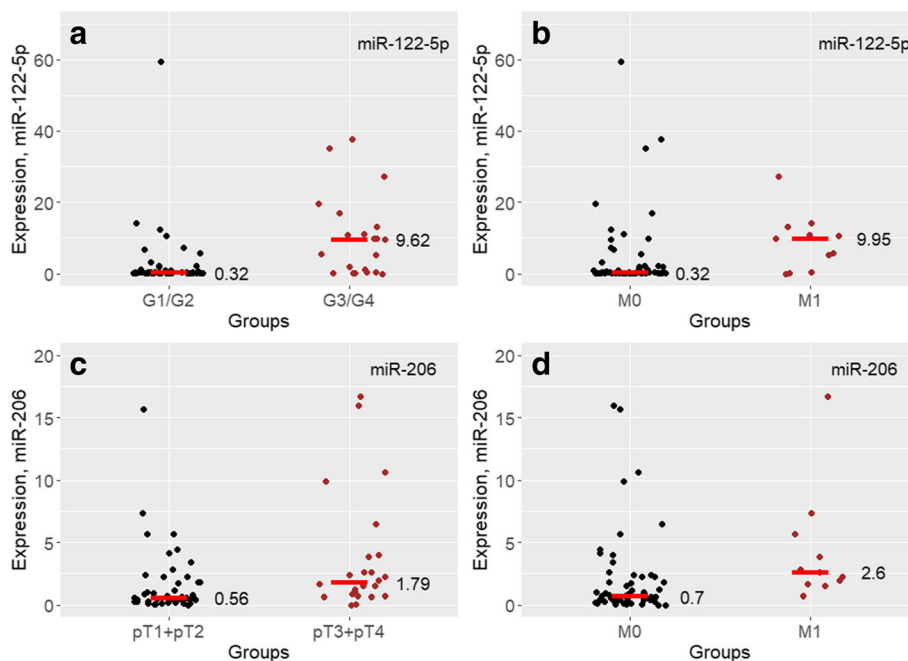 a
miR-122-5p
Expression, miR-122-5p
60
40
20
0
9.62
0.32
G1/G2
G3/G4
Groups
b
miR-122-5p
Expression, miR-122-5p
60
40
20
0
9.95
0.32
M0
M1
Groups
c
miR-206
Expression, miR-206
20
15
10
5
0
1.79
0.56
pT1+pT2
pT3+pT4
Groups
d
miR-206
Expression, miR-206
20
15
10
5
0
2.6
0.7
M0
M1
Groups